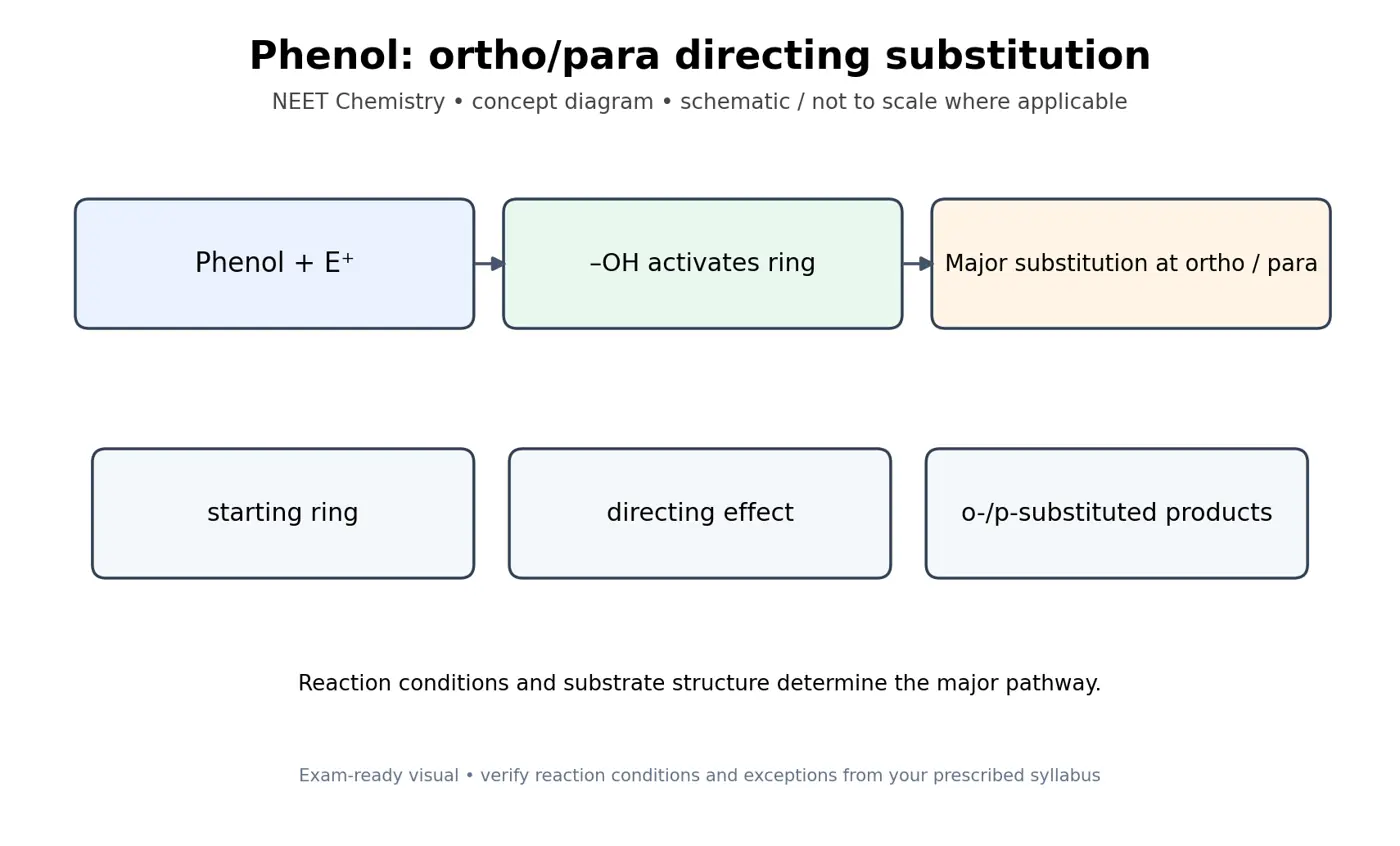 Phenol: ortho/para directing substitution
NEET Chemistry • concept diagram • schematic / not to scale where applicable
Phenol + E⁺
–OH activates ring
Major substitution at ortho / para
starting ring
directing effect
o-/p-substituted products
Reaction conditions and substrate structure determine the major pathway.
Exam-ready visual • verify reaction conditions and exceptions from your prescribed syllabus